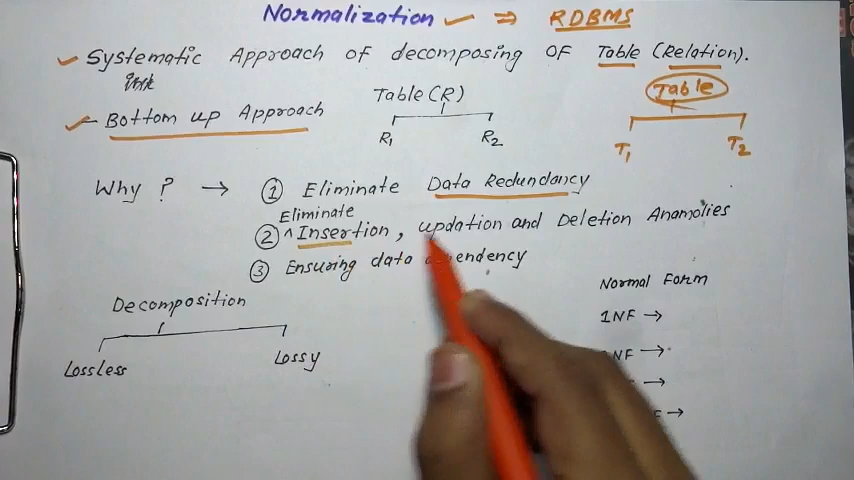 Normalization ⇒ RDBMS
Systematic Approach of decomposing OF Table (Relation).
Bottom up Approach
Table(R)
R1 R2
Table
T1 T2
Why? → ① Eliminate Data Redundancy
Eliminate
② ^ Insertion, updation and Deletion Anamolies
③ Ensuring data
Decomposition
Lossless Lossy
Normal Form
1NF →
NF →
→
→